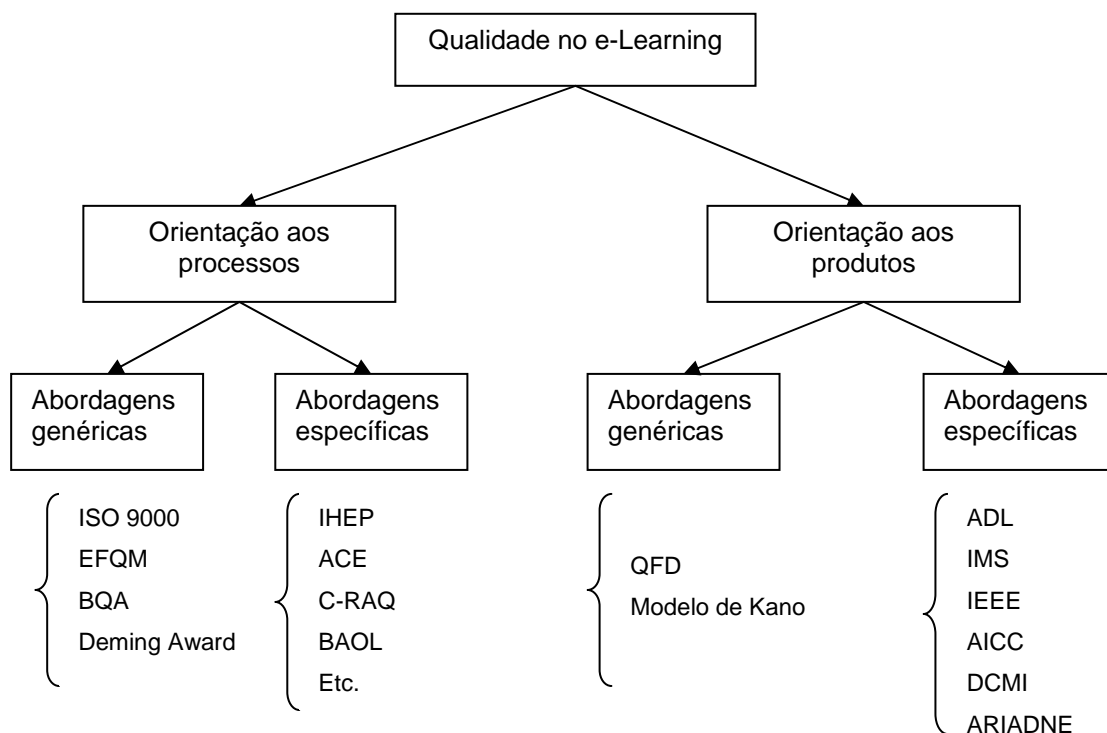 Qualidade no e-Learning
Orientação aos
processos
Orientação aos
produtos
Abordagens
genéricas
Abordagens
específicas
Abordagens
genéricas
Abordagens
específicas
ISO 9000
EFQM
BQA
Deming Award
IHEP
ACE
C-RAQ
BAOL
Etc.
QFD
Modelo de Kano
ADL
IMS
IEEE
AICC
DCMI
ARIADNE